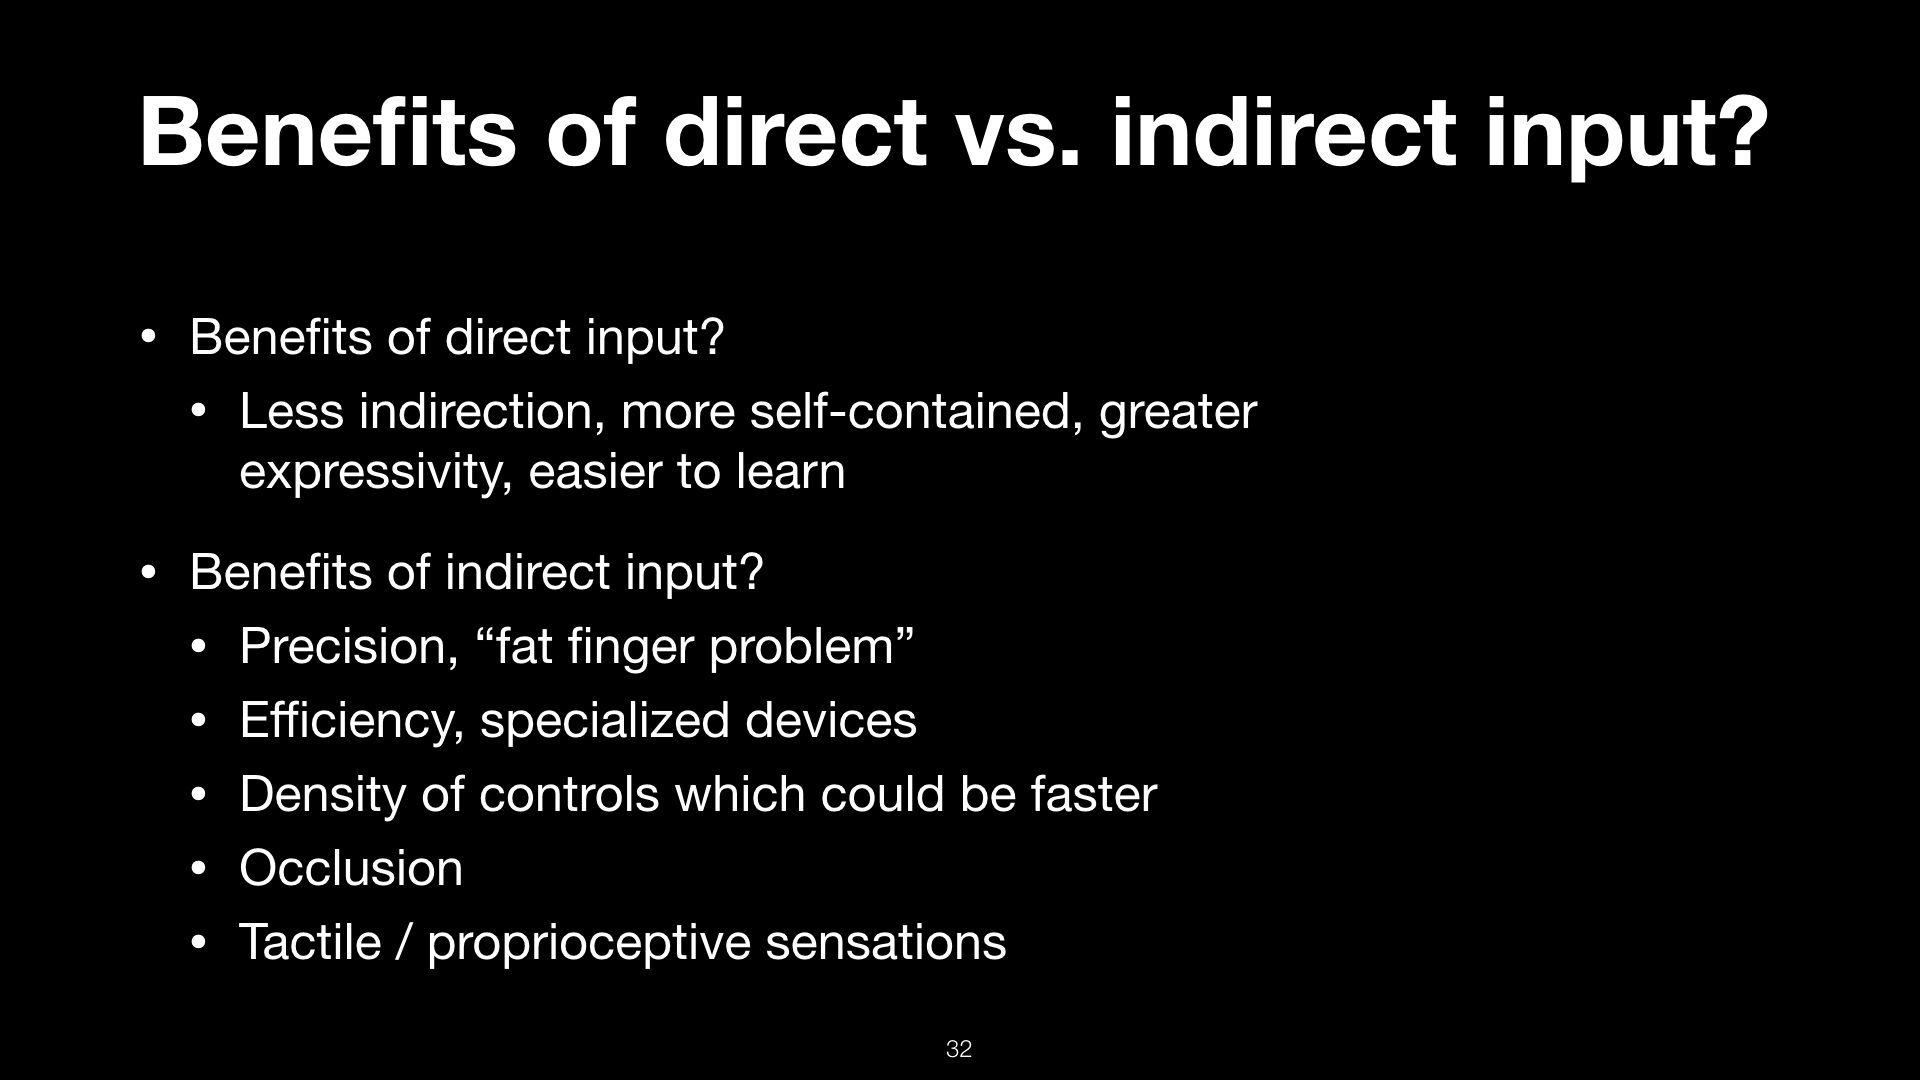 Benefits of direct vs. indirect input?
• Benefits of direct input?
• Less indirection, more self-contained, greater
expressivity, easier to learn
• Benefits of indirect input?
• Precision, “fat finger problem”
• Efficiency, specialized devices
• Density of controls which could be faster
• Occlusion
• Tactile / proprioceptive sensations
32